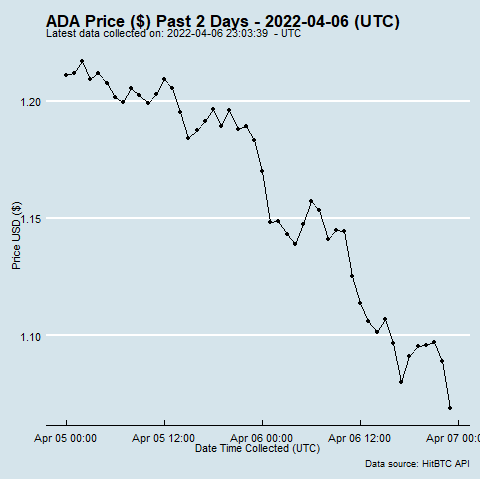 ADA Price ($) Past 2 Days - 2022-04-06 (UTC)
Latest data collected on: 2022-04-06 23:03:39  - UTC
1.20
1.15
1.10
Price USD ($)
Apr 05 00:00 Apr 05 12:00 Apr 06 00:00 Apr 06 12:00 Apr 07 00:00
Date Time Collected (UTC)
Data source: HitBTC API